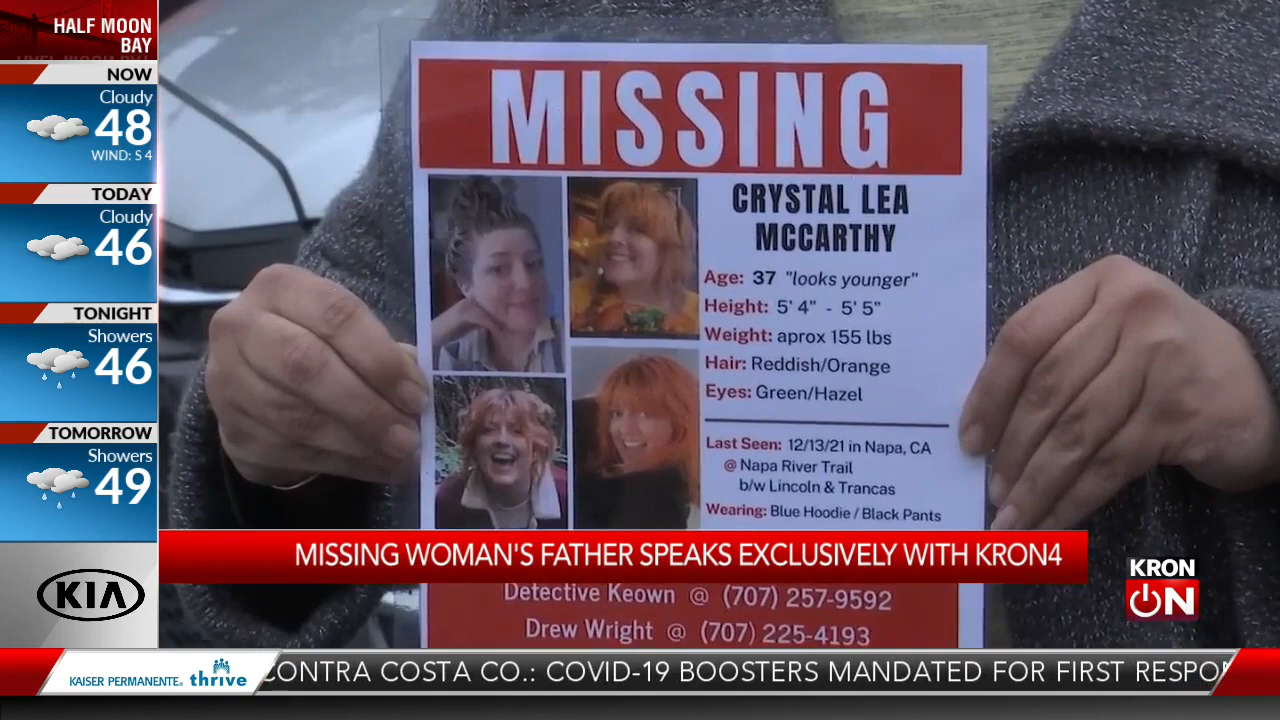 HALF MOON
BAY
NOW
Cloudy
48
WIND: S 4
TODAY
Cloudy
46
TONIGHT
Showers
46
TOMORROW
Showers
49
KIA
MISSING
CRYSTAL LEA
MCCARTHY
Age: 37 "looks younger"
Height: 5' 4" - 5' 5"
Weight: aprox 155 lbs
Hair: Reddish/Orange
Eyes: Green/Hazel
Last Seen: 12/13/21 in Napa, CA
@ Napa River Trail
b/w Lincoln & Trancas
Wearing: Blue Hoodie / Black Pants
MISSING WOMAN'S FATHER SPEAKS EXCLUSIVELY WITH KRON4
Detective Keown @ (707) 257-9592
Drew Wright @ (707) 225-4193
KRON
ON
KAISER PERMANENTE® thrive
CONTRA COSTA CO.: COVID-19 BOOSTERS MANDATED FOR FIRST RESPO